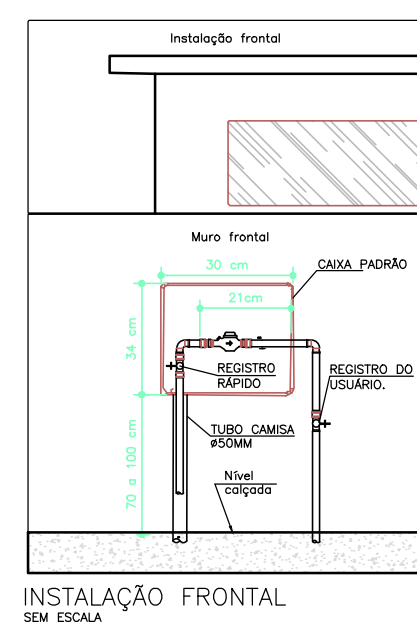 Instalação frontal
Muro frontal
30 cm
CAIXA PADRÃO
21cm
34 cm
REGISTRO
RÁPIDO
REGISTRO DO
USUÁRIO.
TUBO CAMISA
ø50MM
70 a 100 cm
Nível
calçada
INSTALAÇÃO FRONTAL
SEM ESCALA